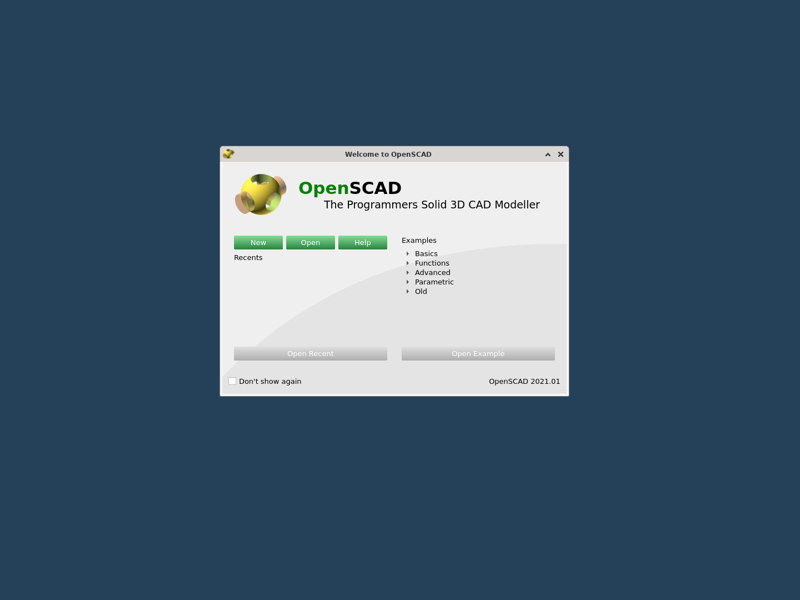 Welcome to OpenSCAD
OpenSCAD
The Programmers Solid 3D CAD Modeller
New
Open
Help
Recents
Open Recent
Examples
Basics
Functions
Advanced
Parametric
Old
Open Example
Don't show again
OpenSCAD 2021.01